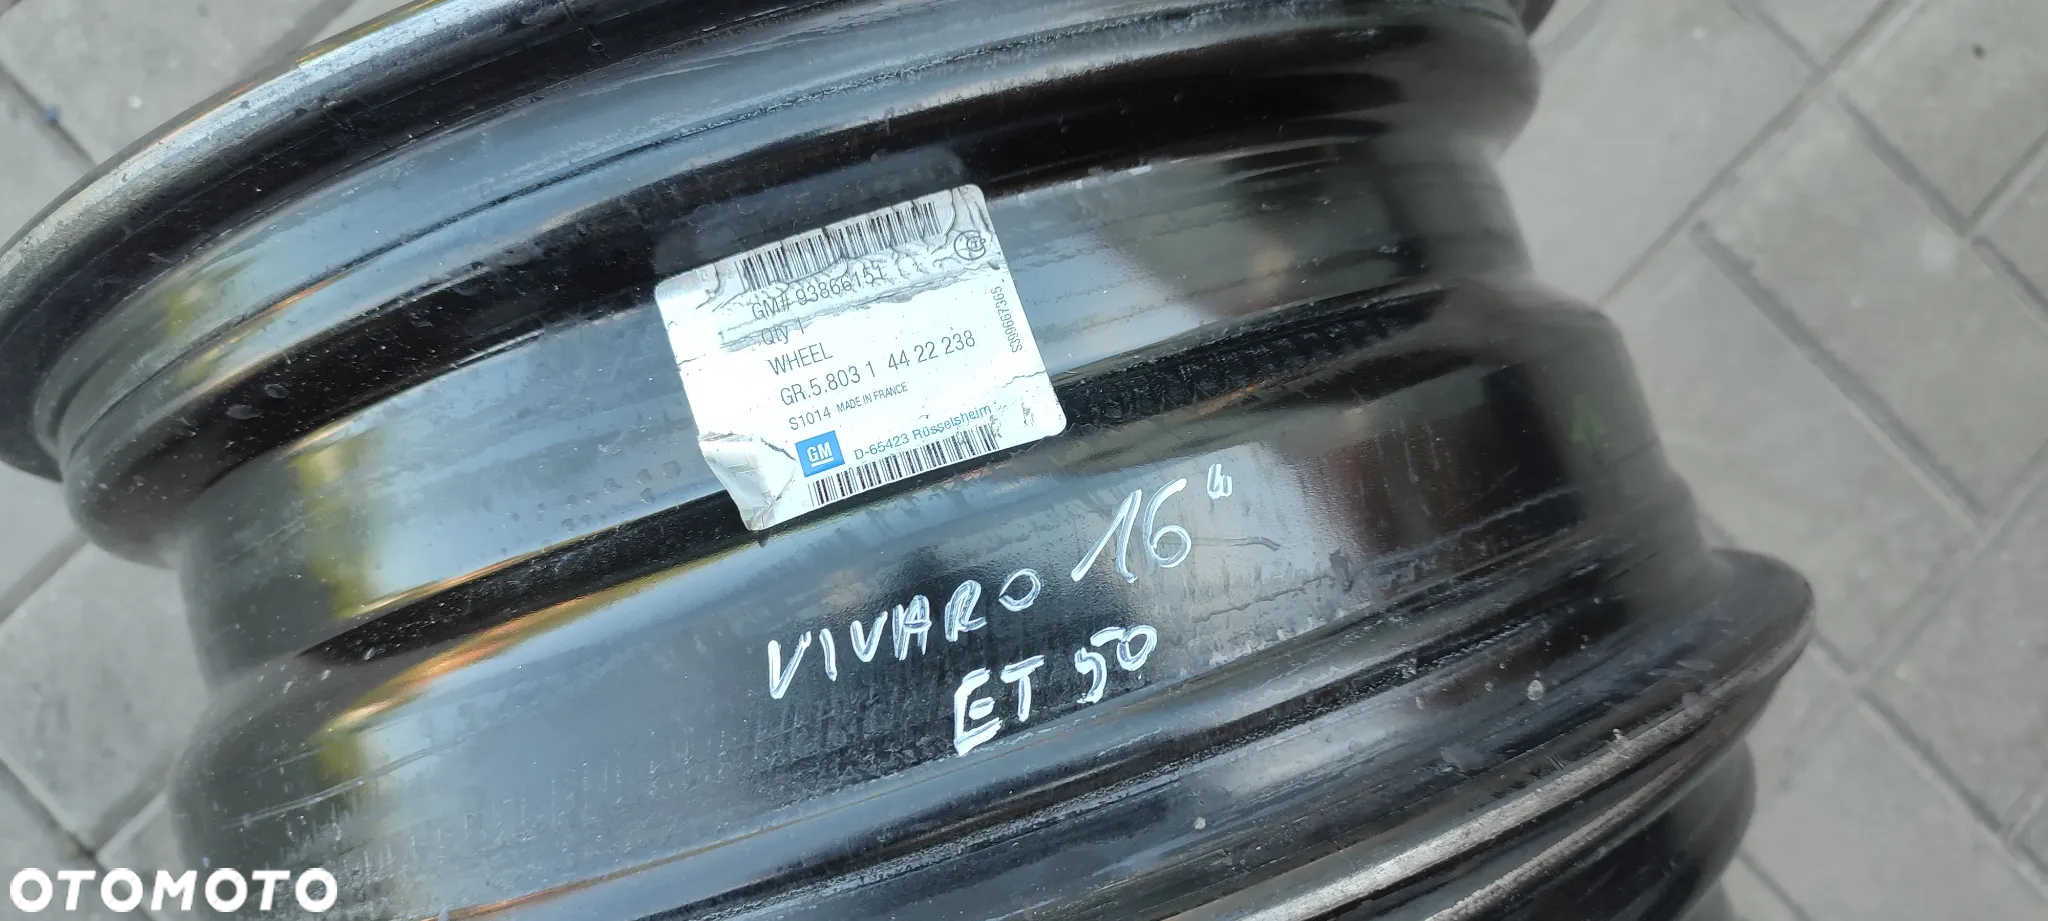 GM# 93866151
Qty 1
WHEEL
GR.5.803 1 44 22 238
S1014 MADE IN FRANCE
GM D-65423 Rüsselsheim
S399667365
VIVARO 16"
ET 50
OTOMOTO